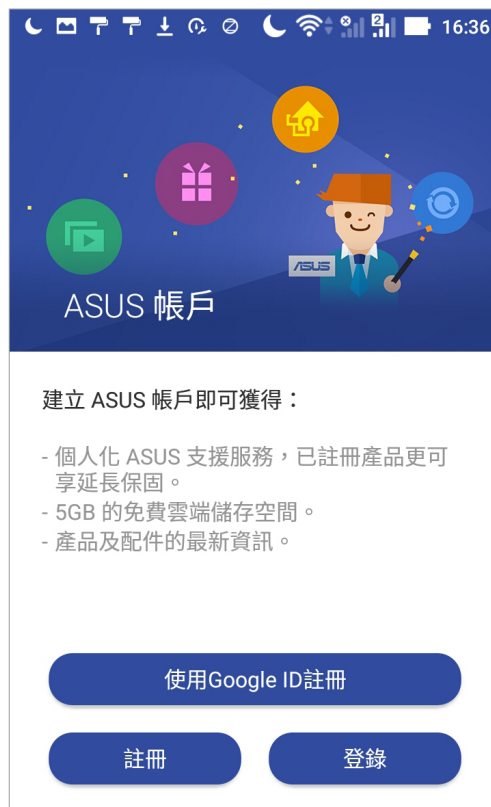 16:36
2
ASUS
ASUS 帳戶
建立 ASUS 帳戶即可獲得：
- 個人化 ASUS 支援服務，已註冊產品更可
享延長保固。
- 5GB 的免費雲端儲存空間。
- 產品及配件的最新資訊。
使用Google ID註冊
註冊
登錄